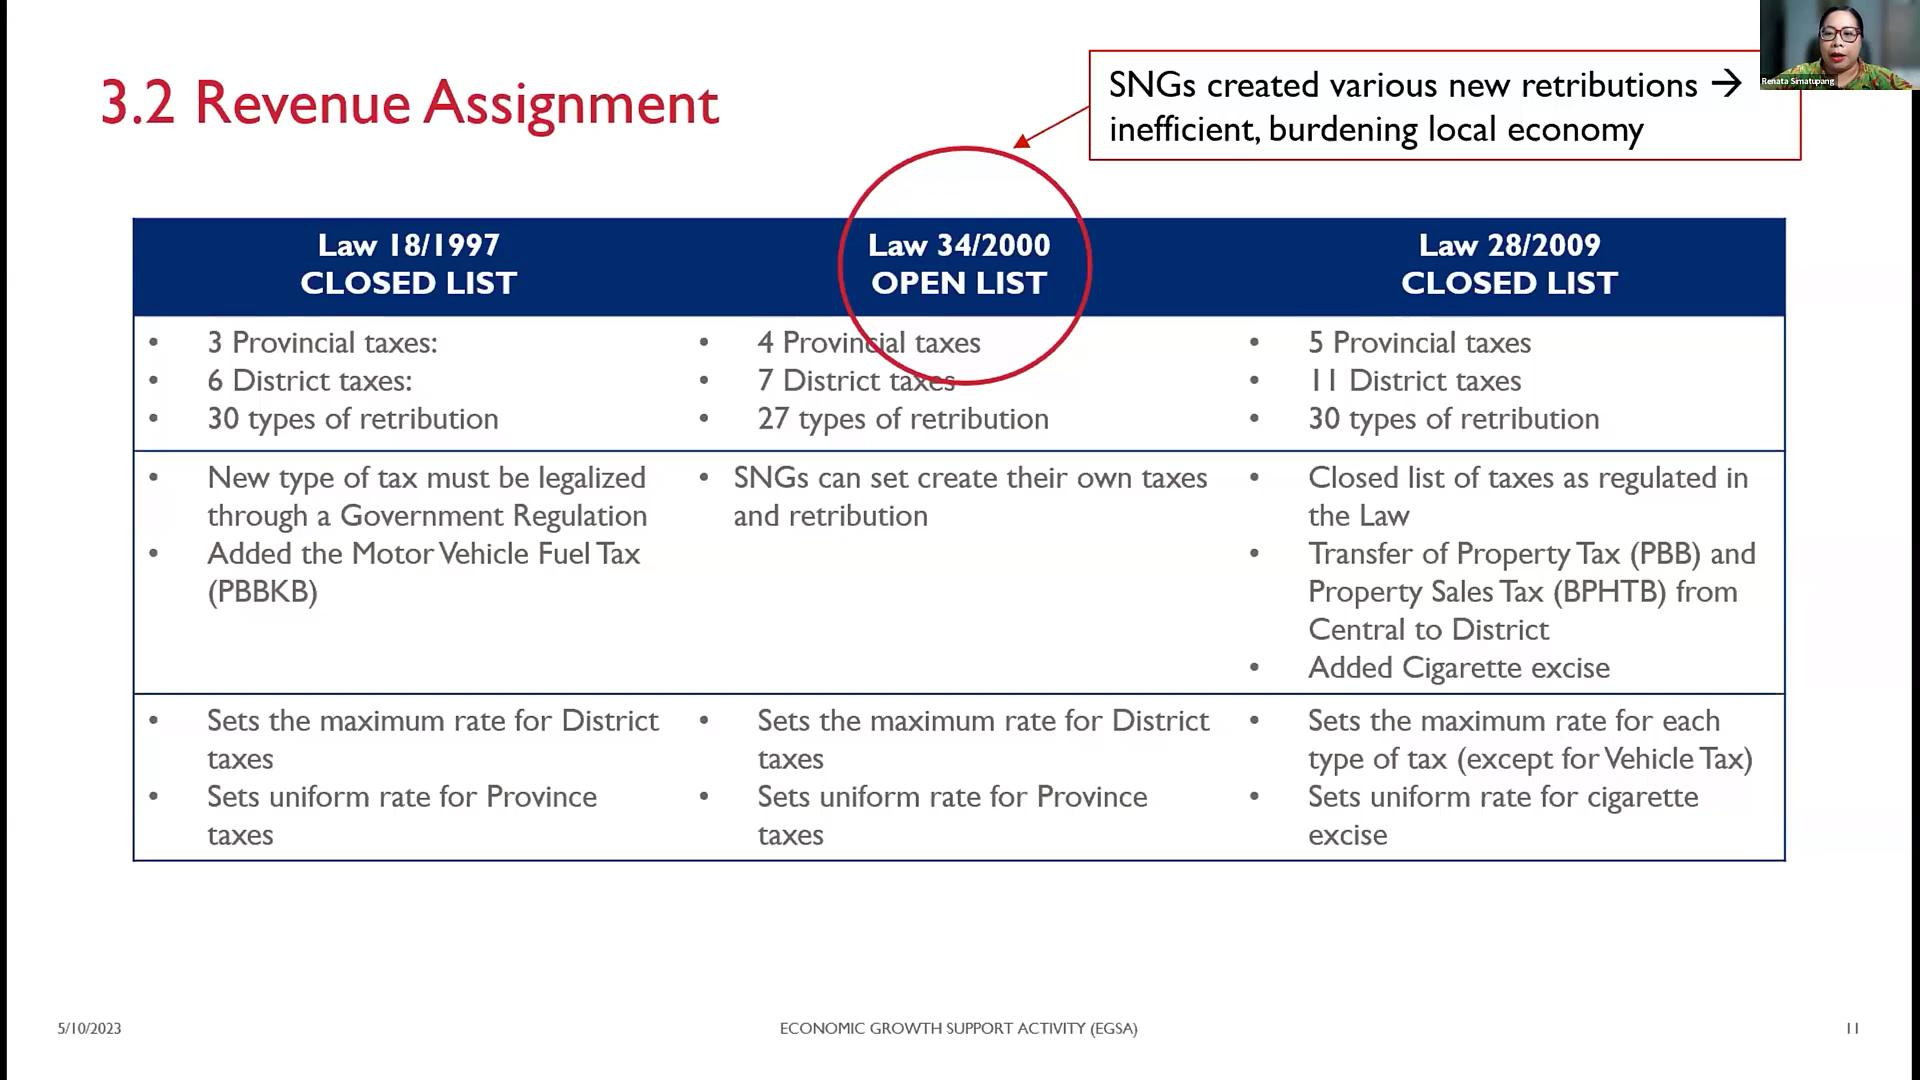 3.2 Revenue Assignment
SNGs created various new retributions →
inefficient, burdening local economy
Renata Simatupang
Law 18/1997
CLOSED LIST
Law 34/2000
OPEN LIST
Law 28/2009
CLOSED LIST
• 3 Provincial taxes:
• 6 District taxes:
• 30 types of retribution
• 4 Provincial taxes
• 7 District taxes
• 27 types of retribution
• 5 Provincial taxes
• 11 District taxes
• 30 types of retribution
• New type of tax must be legalized
through a Government Regulation
• Added the Motor Vehicle Fuel Tax
(PBBKB)
• SNGs can set create their own taxes
and retribution
• Closed list of taxes as regulated in
the Law
• Transfer of Property Tax (PBB) and
Property Sales Tax (BPHTB) from
Central to District
• Added Cigarette excise
• Sets the maximum rate for District
taxes
• Sets uniform rate for Province
taxes
• Sets the maximum rate for District
taxes
• Sets uniform rate for Province
taxes
• Sets the maximum rate for each
type of tax (except for Vehicle Tax)
• Sets uniform rate for cigarette
excise
5/10/2023
ECONOMIC GROWTH SUPPORT ACTIVITY (EGSA)
11